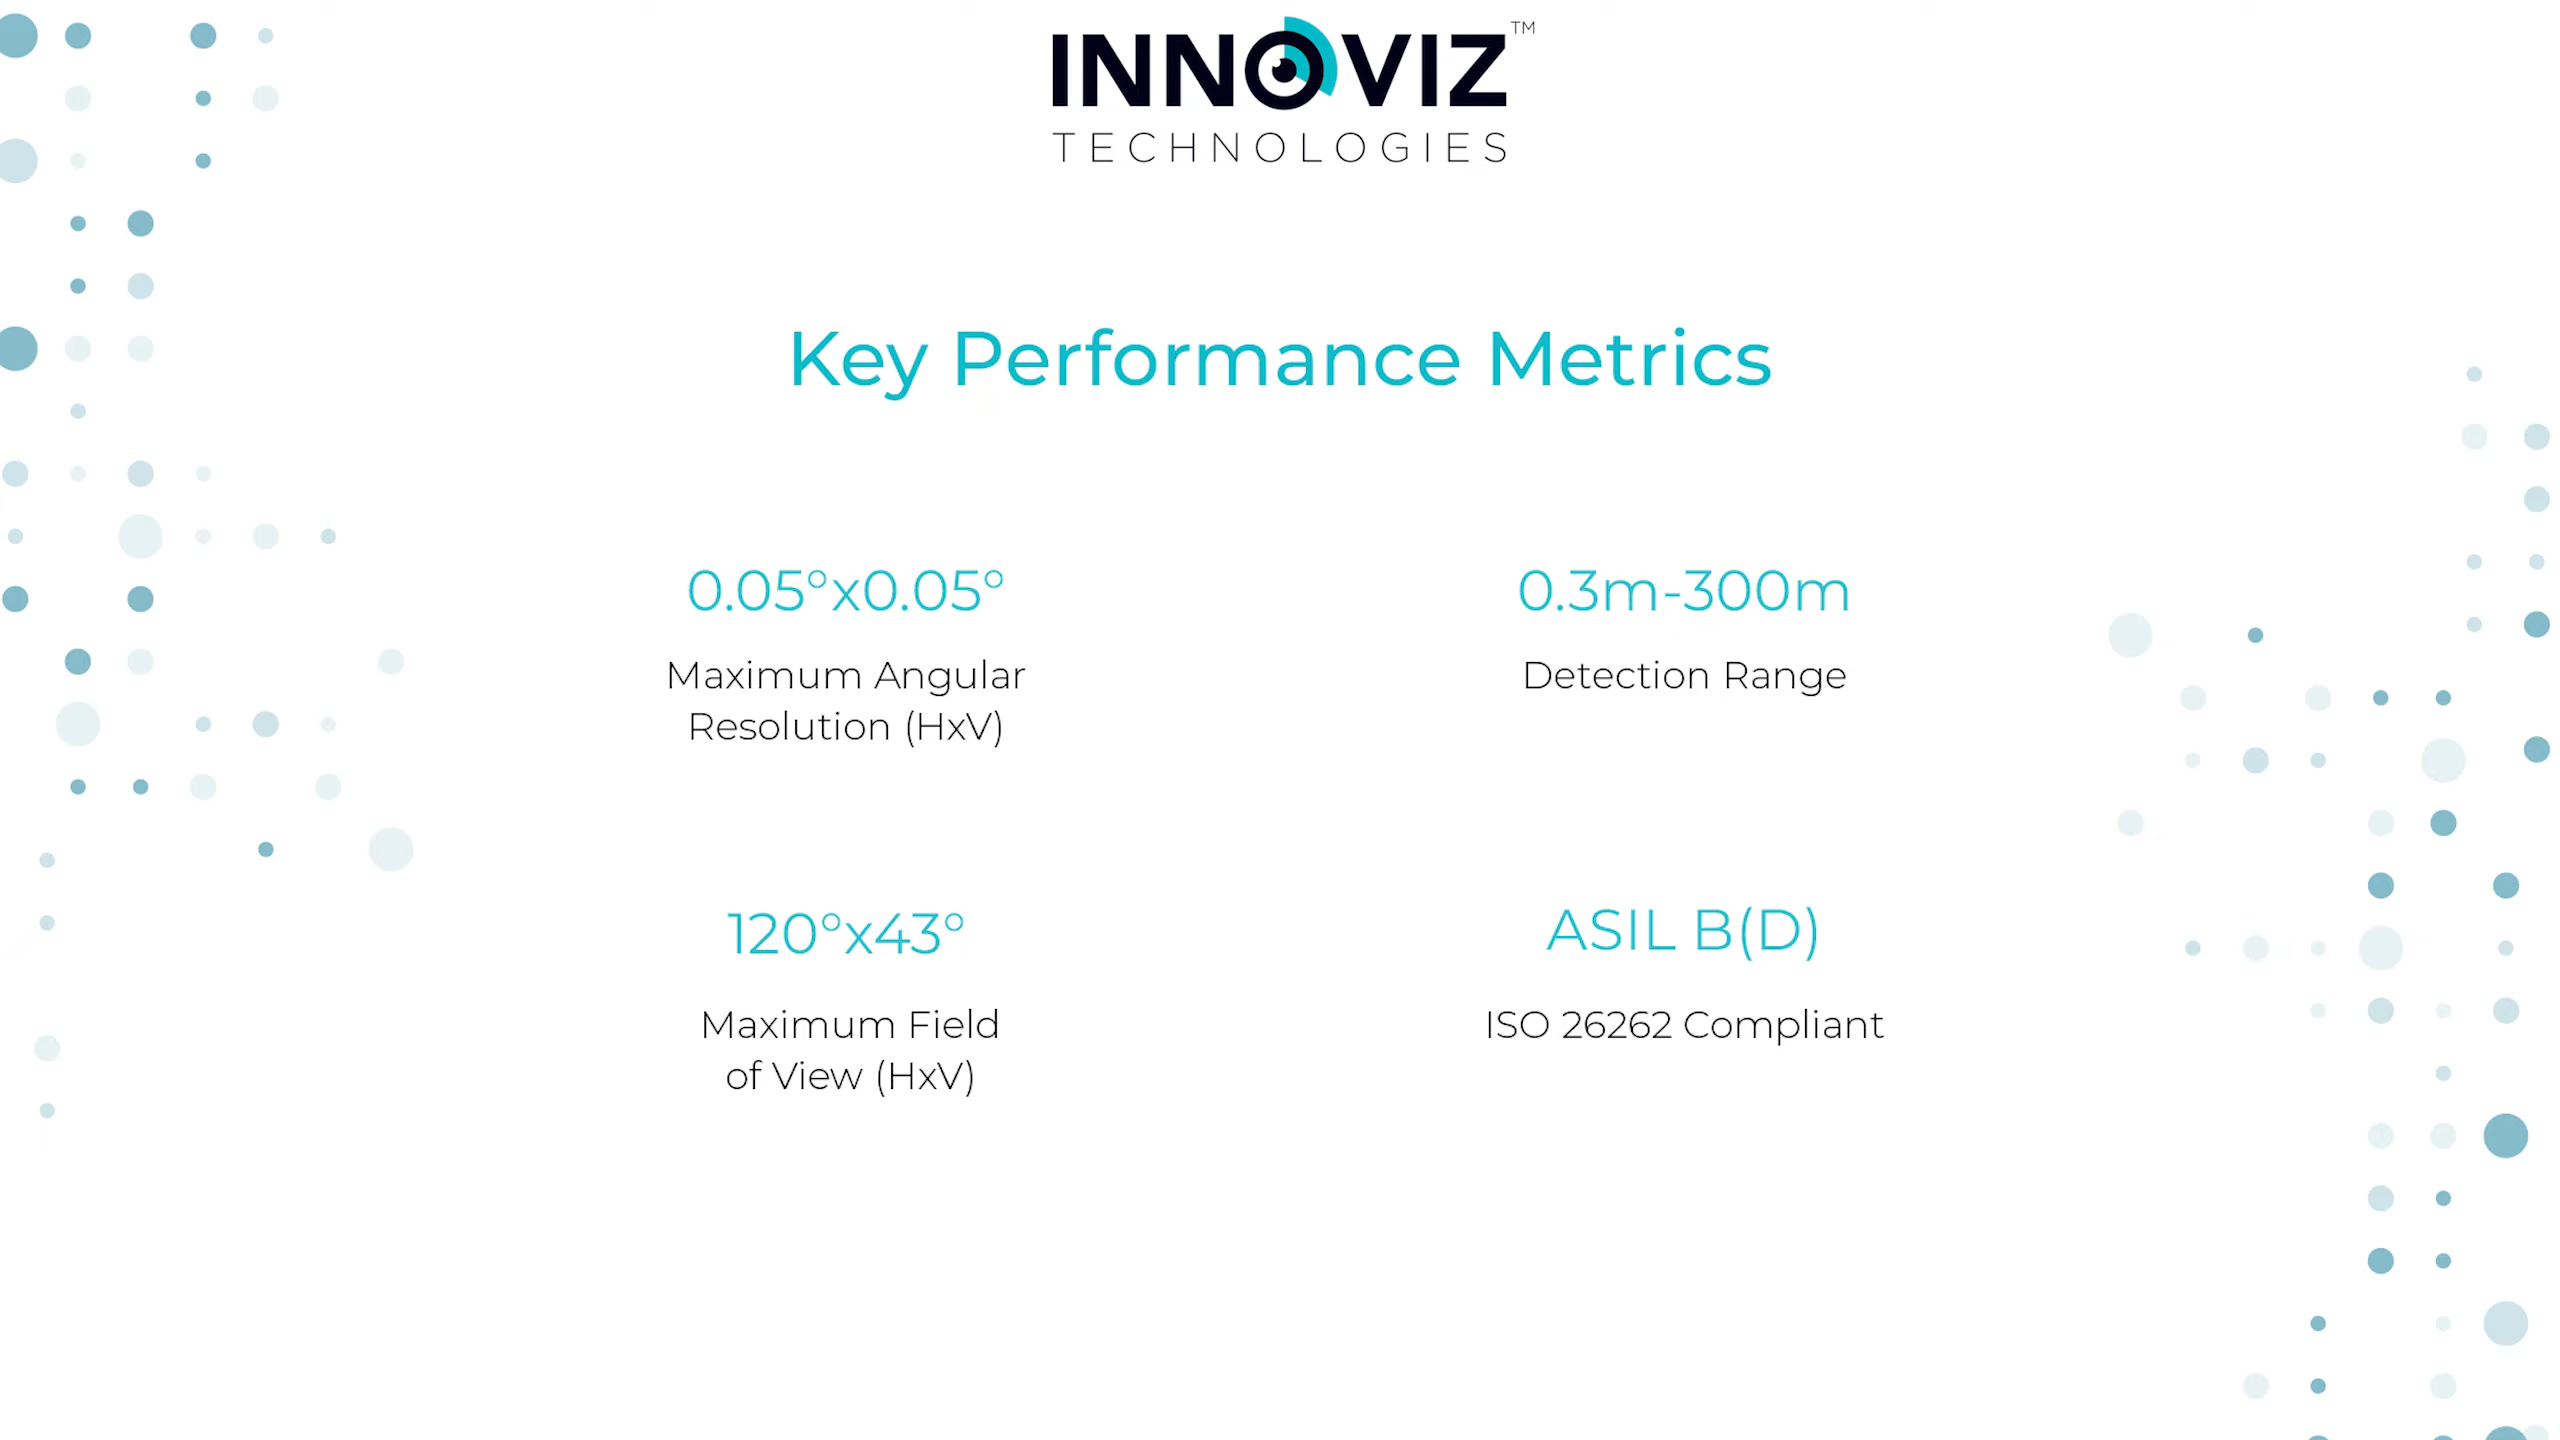 INNOVIZ™
TECHNOLOGIES
Key Performance Metrics
0.05°x0.05°
Maximum Angular
Resolution (HxV)
0.3m-300m
Detection Range
120°x43°
Maximum Field
of View (HxV)
ASIL B(D)
ISO 26262 Compliant